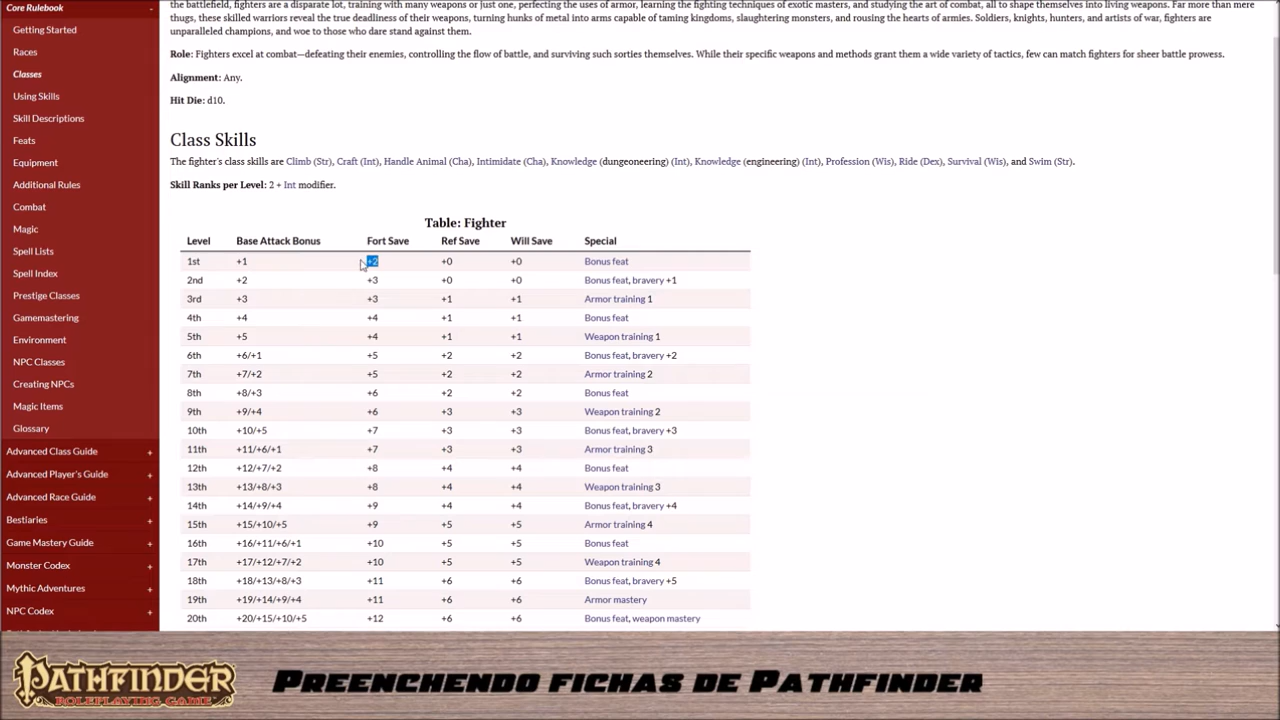 Core Rulebook -
Getting Started
Races
Classes
Using Skills
Skill Descriptions
Feats
Equipment
Additional Rules
Combat
Magic
Spell Lists
Spell Index
Prestige Classes
Gamemastering
Environment
NPC Classes
Creating NPCs
Magic Items
Glossary
Advanced Class Guide +
Advanced Player's Guide +
Advanced Race Guide +
Bestiaries +
Game Mastery Guide +
Monster Codex +
Mythic Adventures +
NPC Codex +
the battlefield, fighters are a disparate lot, training with many weapons or just one, perfecting the uses of armor, learning the fighting techniques of exotic masters, and studying the art of combat, all to shape themselves into living weapons. Far more than mere
thugs, these skilled warriors reveal the true deadliness of their weapons, turning hunks of metal into arms capable of taming kingdoms, slaughtering monsters, and rousing the hearts of armies. Soldiers, knights, hunters, and artists of war, fighters are
unparalleled champions, and woe to those who dare stand against them.
Role: Fighters excel at combat—defeating their enemies, controlling the flow of battle, and surviving such sorties themselves. While their specific weapons and methods grant them a wide variety of tactics, few can match fighters for sheer battle prowess.
Alignment: Any.
Hit Die: d10.
Class Skills
The fighter's class skills are Climb (Str), Craft (Int), Handle Animal (Cha), Intimidate (Cha), Knowledge (dungeoneering) (Int), Knowledge (engineering) (Int), Profession (Wis), Ride (Dex), Survival (Wis), and Swim (Str).
Skill Ranks per Level: 2 + Int modifier.
Table: Fighter
Level Base Attack Bonus Fort Save Ref Save Will Save Special
1st +1 +2 +0 +0 Bonus feat
2nd +2 +3 +0 +0 Bonus feat, bravery +1
3rd +3 +3 +1 +1 Armor training 1
4th +4 +4 +1 +1 Bonus feat
5th +5 +4 +1 +1 Weapon training 1
6th +6/+1 +5 +2 +2 Bonus feat, bravery +2
7th +7/+2 +5 +2 +2 Armor training 2
8th +8/+3 +6 +2 +2 Bonus feat
9th +9/+4 +6 +3 +3 Weapon training 2
10th +10/+5 +7 +3 +3 Bonus feat, bravery +3
11th +11/+6/+1 +7 +3 +3 Armor training 3
12th +12/+7/+2 +8 +4 +4 Bonus feat
13th +13/+8/+3 +8 +4 +4 Weapon training 3
14th +14/+9/+4 +9 +4 +4 Bonus feat, bravery +4
15th +15/+10/+5 +9 +5 +5 Armor training 4
16th +16/+11/+6/+1 +10 +5 +5 Bonus feat
17th +17/+12/+7/+2 +10 +5 +5 Weapon training 4
18th +18/+13/+8/+3 +11 +6 +6 Bonus feat, bravery +5
19th +19/+14/+9/+4 +11 +6 +6 Armor mastery
20th +20/+15/+10/+5 +12 +6 +6 Bonus feat, weapon mastery
PATHFINDER
ROLEPLAYING GAME
PREENCHENDO FICHAS DE PATHFINDER